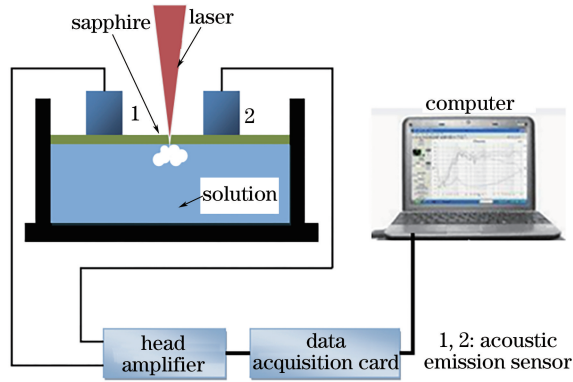 sapphire
laser
1
2
computer
solution
head
amplifier
data
acquisition card
1, 2: acoustic
emission sensor